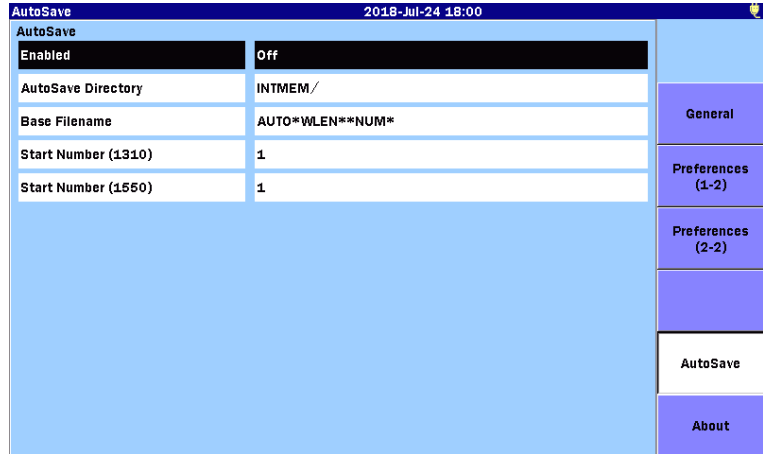 AutoSave 2018-Jul-24 18:00
AutoSave
Enabled Off
AutoSave Directory INTMEM/
Base Filename AUTO*WLEN**NUM*
Start Number (1310) 1
Start Number (1550) 1
General
Preferences
(1-2)
Preferences
(2-2)
AutoSave
About